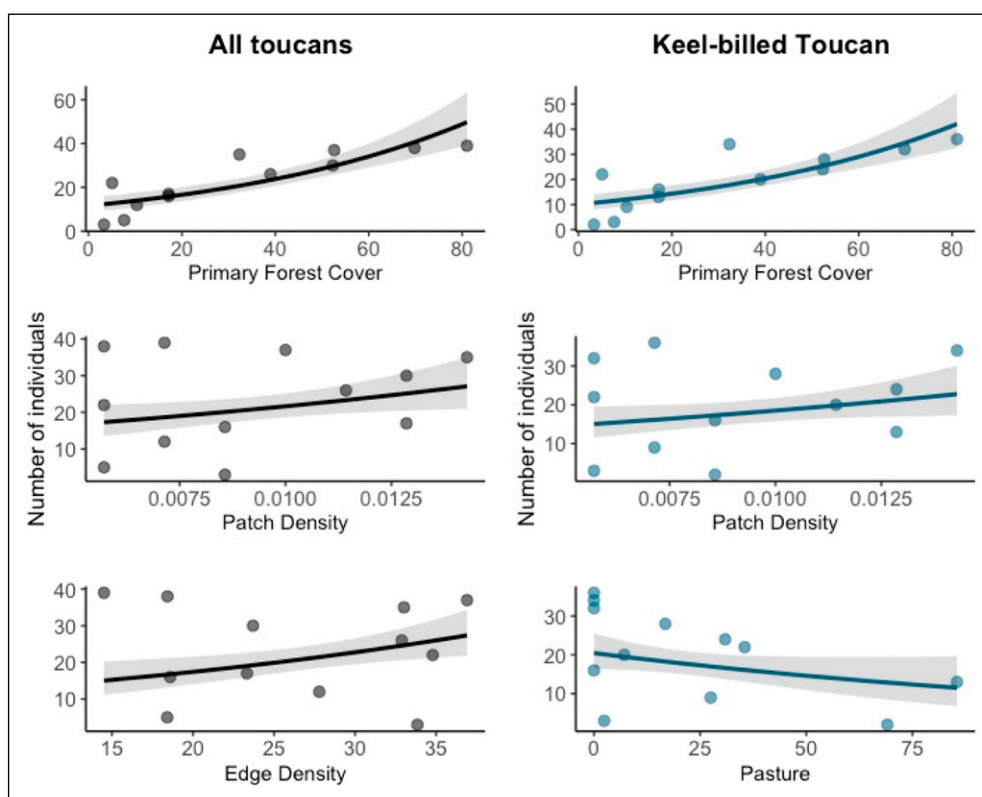 All toucans
Keel-billed Toucan
60
40
20
0
0 20 40 60 80
Primary Forest Cover
50
40
30
20
10
0
0 20 40 60 80
Primary Forest Cover
Number of individuals
40
30
20
10
0.0075 0.0100 0.0125
Patch Density
Number of individuals
30
20
10
0.0075 0.0100 0.0125
Patch Density
40
30
20
10
15 20 25 30 35
Edge Density
30
20
10
0 25 50 75
Pasture